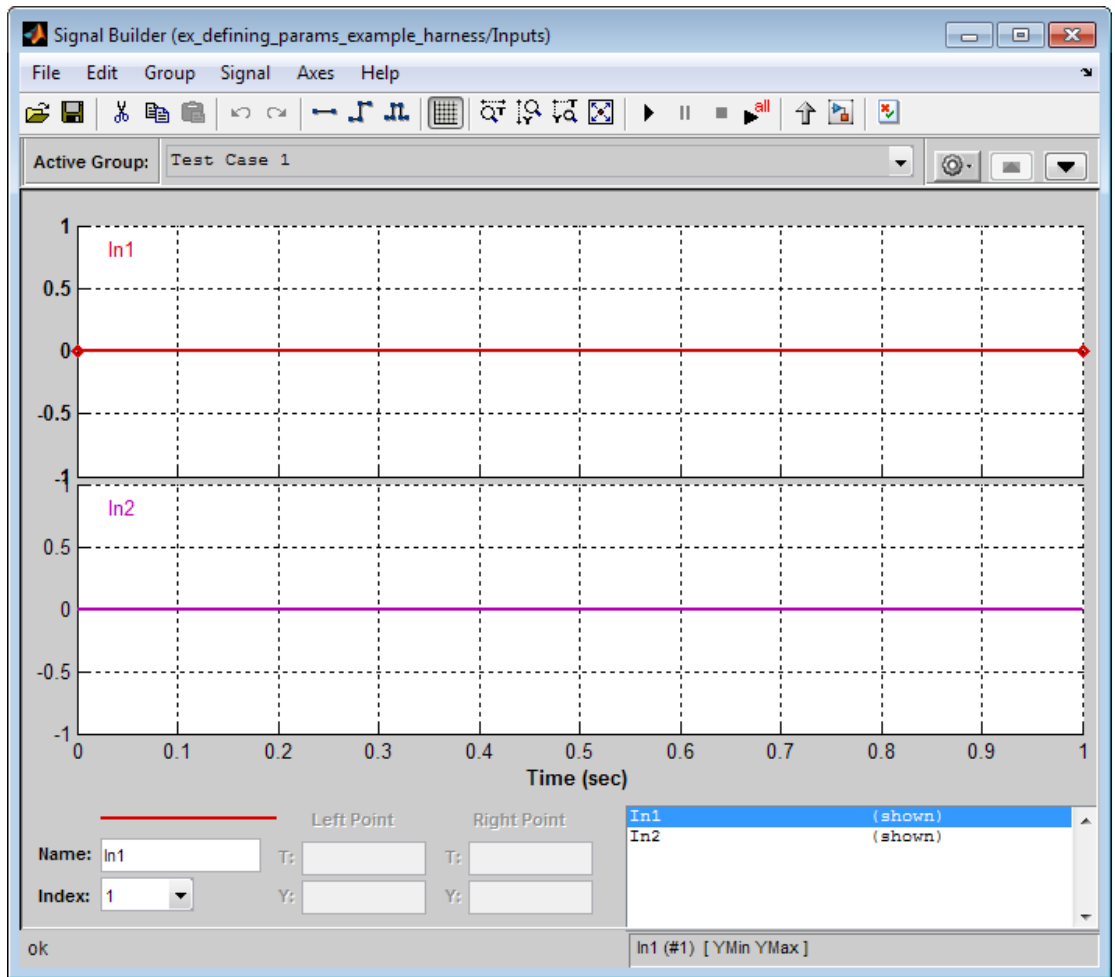 Signal Builder (ex_defining_params_example_harness/Inputs)
File Edit Group Signal Axes Help
all
Active Group: Test Case 1
1
In1
0.5
0
-0.5
-1
1
In2
0.5
0
-0.5
-1
0 0.1 0.2 0.3 0.4 0.5 0.6 0.7 0.8 0.9 1
Time (sec)
Left Point Right Point
Name: In1 T: T:
Index: 1 Y: Y:
In1 (shown)
In2 (shown)
ok In1 (#1) [ YMin YMax ]